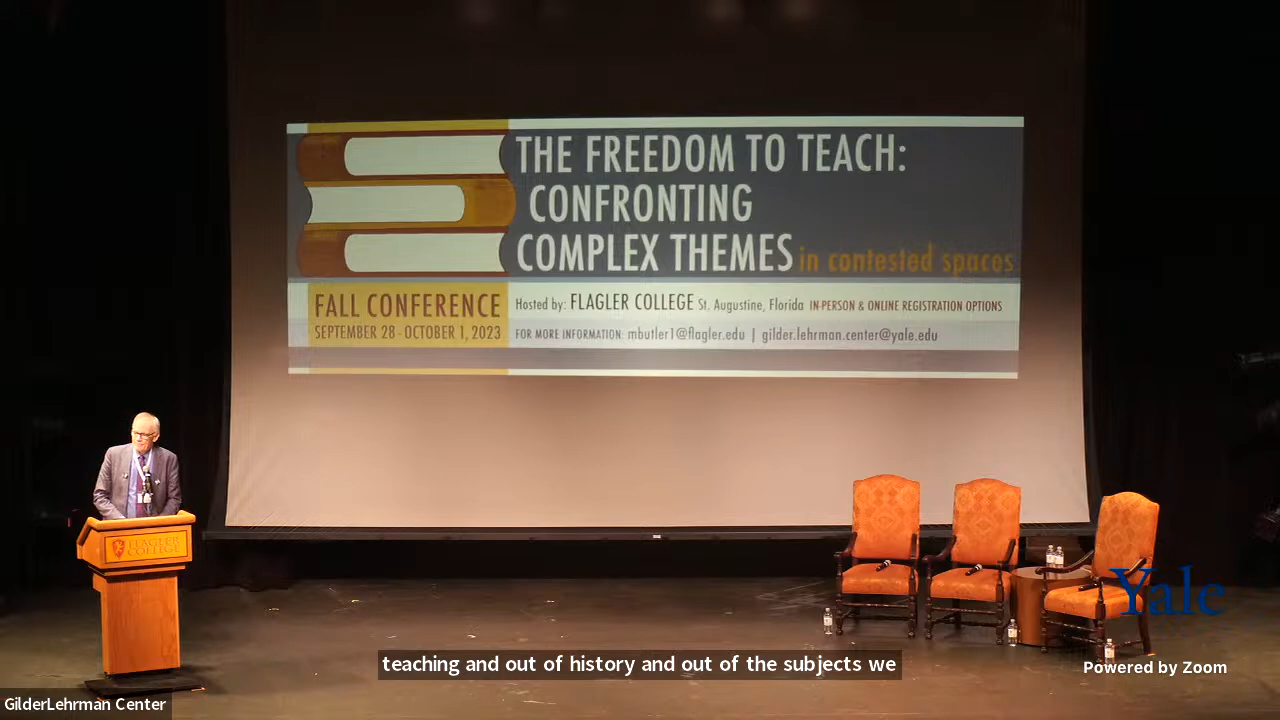 THE FREEDOM TO TEACH:
CONFRONTING
COMPLEX THEMES in contested spaces
FALL CONFERENCE
SEPTEMBER 28 - OCTOBER 1, 2023
Hosted by: FLAGLER COLLEGE St. Augustine, Florida IN-PERSON & ONLINE REGISTRATION OPTIONS
FOR MORE INFORMATION: mbutler1@flagler.edu | gilder.lehrman.center@yale.edu
FLAGLER
COLLEGE
Yale
teaching and out of history and out of the subjects we
Powered by Zoom
GilderLehrman Center